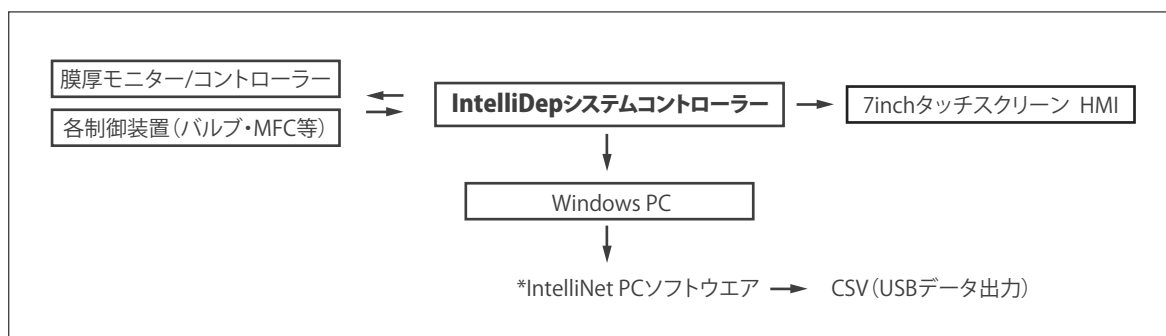 膜厚モニター/コントローラー
各制御装置(バルブ・MFC等)
IntelliDepシステムコントローラー
7inchタッチスクリーン HMI
Windows PC
*IntelliNet PCソフトウエア
CSV(USBデータ出力)